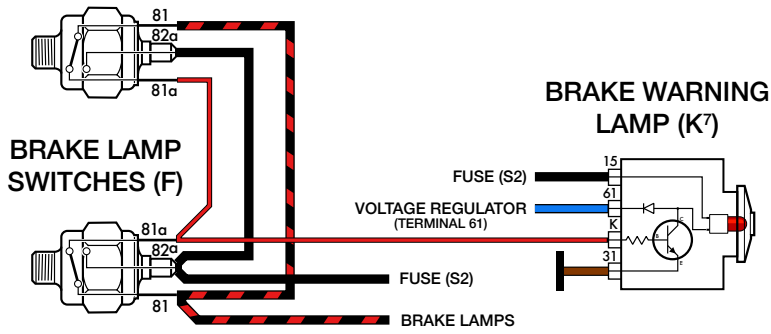 81
82a
81a
BRAKE LAMP
SWITCHES (F)
81a
82a
81
FUSE (S2)
BRAKE LAMPS
BRAKE WARNING
LAMP (K⁷)
FUSE (S2)
15
VOLTAGE REGULATOR
(TERMINAL 61)
61
K
31
B
C
E